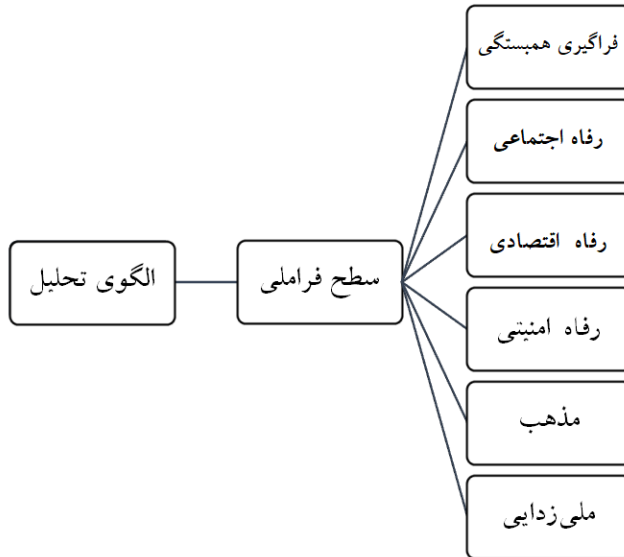 فراگیری همبستگی
رفاه اجتماعی
رفاه اقتصادی
رفاه امنیتی
مذهب
ملی‌زدایی
سطح فراملی
الگوی تحلیل